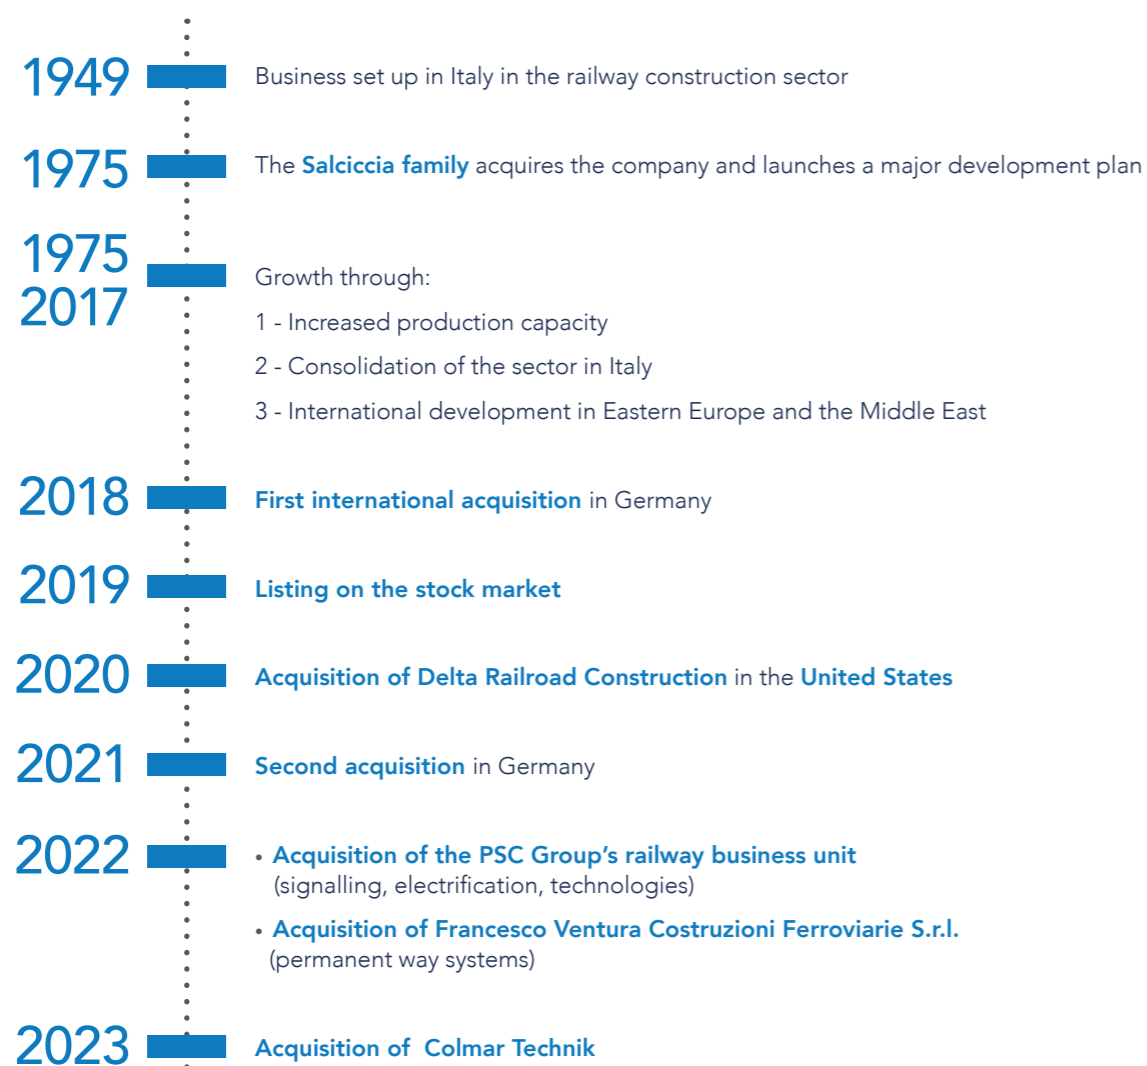 1949 Business set up in Italy in the railway construction sector
1975 The Salciccia family acquires the company and launches a major development plan
1975
2017
Growth through:
1 - Increased production capacity
2 - Consolidation of the sector in Italy
3 - International development in Eastern Europe and the Middle East
2018 First international acquisition in Germany
2019 Listing on the stock market
2020 Acquisition of Delta Railroad Construction in the United States
2021 Second acquisition in Germany
2022 • Acquisition of the PSC Group’s railway business unit
(signalling, electrification, technologies)
• Acquisition of Francesco Ventura Costruzioni Ferroviarie S.r.l.
(permanent way systems)
2023 Acquisition of Colmar Technik